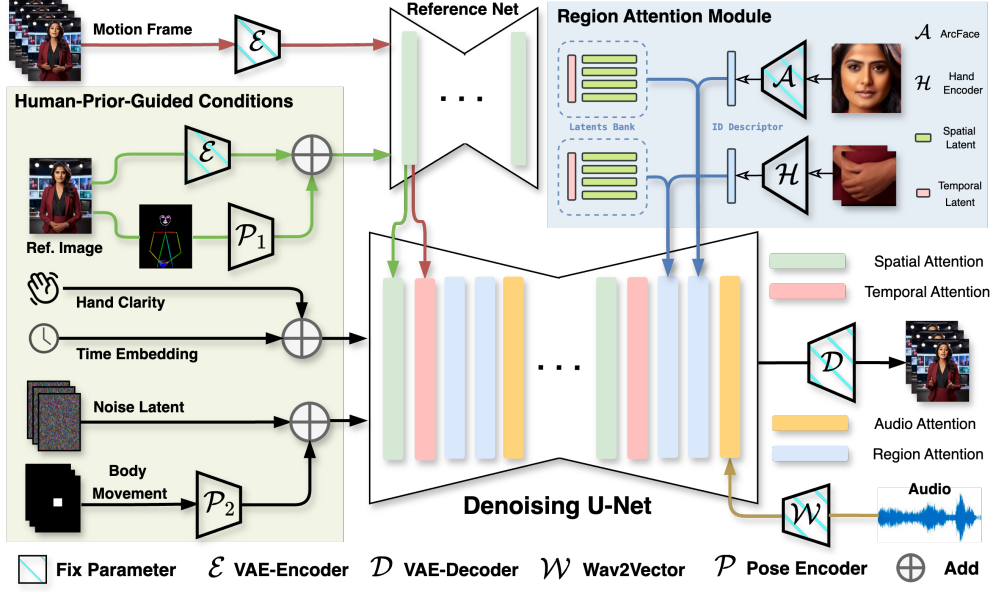 Motion Frame
ℰ
Reference Net
. . .
Region Attention Module
Latents Bank
ID Descriptor
𝒜
ℋ
𝒜 ArcFace
ℋ Hand
Encoder
Spatial
Latent
Temporal
Latent
Human-Prior-Guided Conditions
ℰ
Ref. Image
𝒫1
Hand Clarity
Time Embedding
Noise Latent
Body
Movement
𝒫2
. . .
Denoising U-Net
Spatial Attention
Temporal Attention
𝒟
Audio Attention
Region Attention
𝒲
Audio
Fix Parameter
ℰ VAE-Encoder
𝒟 VAE-Decoder
𝒲 Wav2Vector
𝒫 Pose Encoder
Add